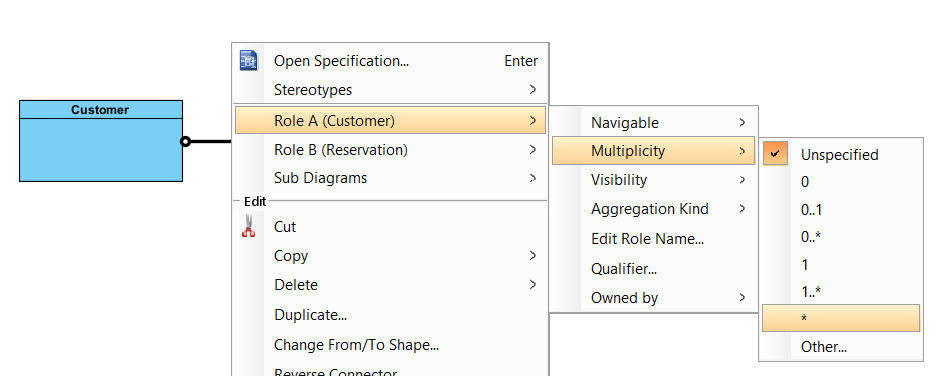 Customer
Open Specification... Enter
Stereotypes
Role A (Customer)
Role B (Reservation)
Sub Diagrams
Edit
Cut
Copy
Delete
Duplicate...
Change From/To Shape...
Reverse Connector
Navigable
Multiplicity
Visibility
Aggregation Kind
Edit Role Name...
Qualifier...
Owned by
Unspecified
0
0..1
0..*
1
1..*
*
Other...